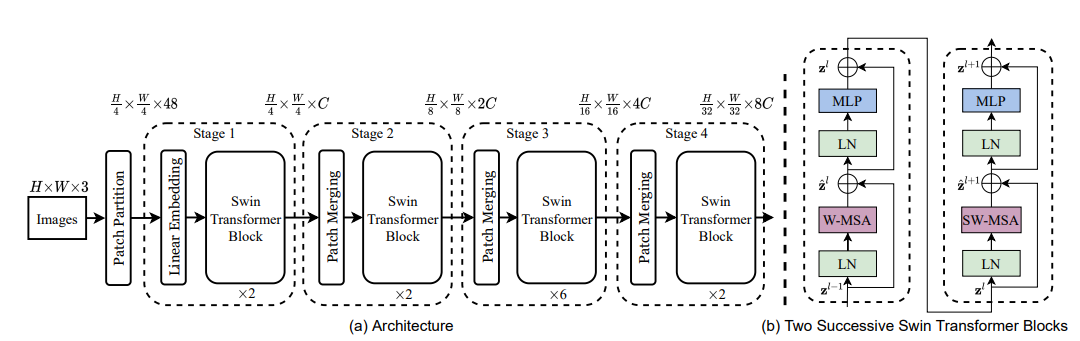 H/4 × W/4 × 48
H/4 × W/4 × C
H/8 × W/8 × 2C
H/16 × W/16 × 4C
H/32 × W/32 × 8C
Stage 1
Stage 2
Stage 3
Stage 4
H×W×3
Images
Patch Partition
Linear Embedding
Swin
Transformer
Block
×2
Patch Merging
Swin
Transformer
Block
×2
Patch Merging
Swin
Transformer
Block
×6
Patch Merging
Swin
Transformer
Block
×2
(a) Architecture
z^l
MLP
LN
ẑ^l
W-MSA
LN
z^{l-1}
z^{l+1}
MLP
LN
ẑ^{l+1}
SW-MSA
LN
z^l
(b) Two Successive Swin Transformer Blocks